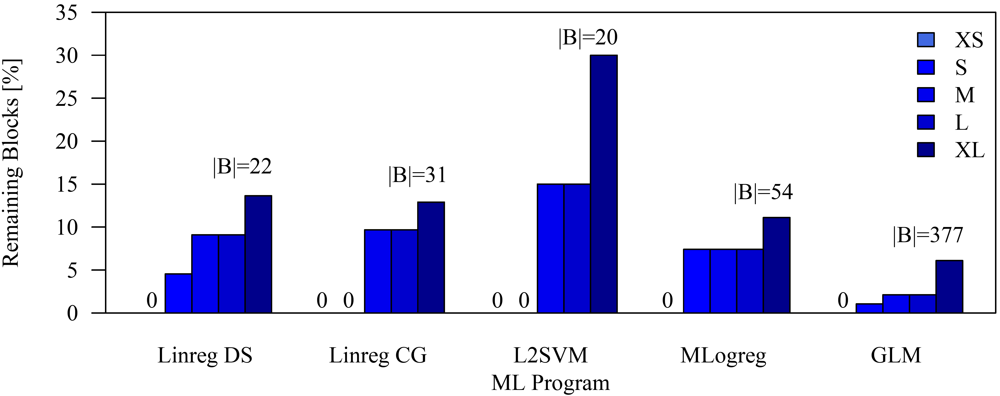 Remaining Blocks [%]
35
30
25
20
15
10
5
0
|B|=22
|B|=31
|B|=20
|B|=54
|B|=377
0
0 0
0 0
0
0
XS
S
M
L
XL
Linreg DS
Linreg CG
L2SVM
MLogreg
GLM
ML Program